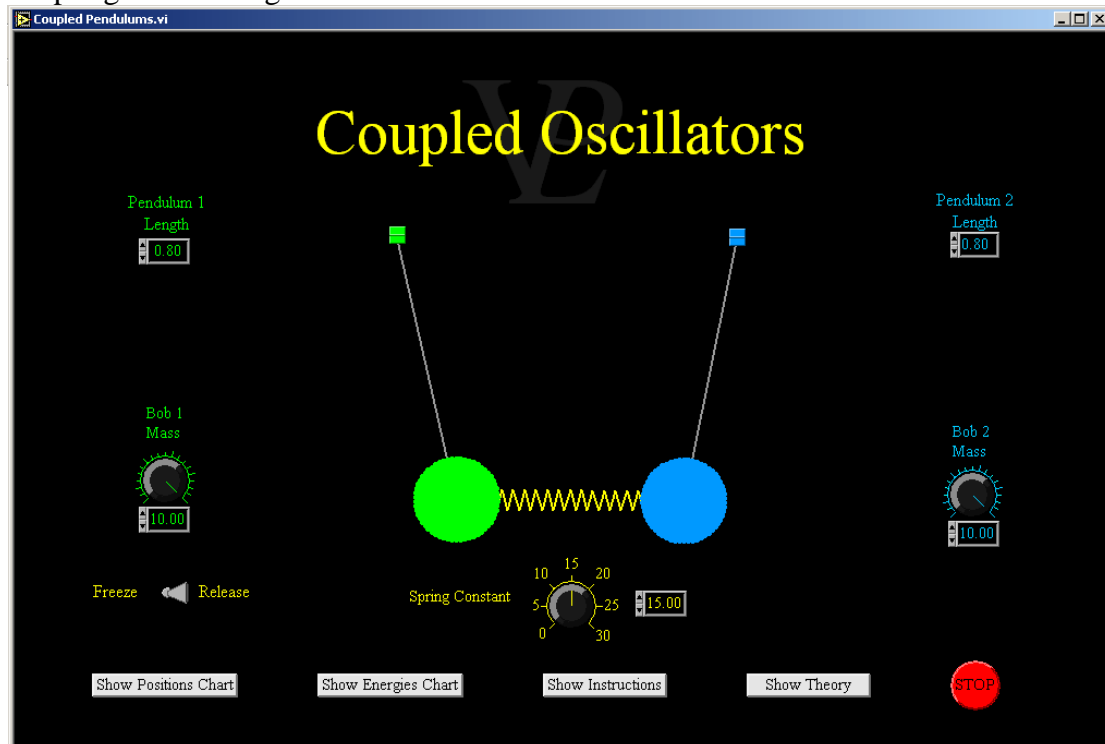 Coupled Pendulums.vi
Coupled Oscillators
Pendulum 1
Length
0.80
Pendulum 2
Length
0.80
Bob 1
Mass
10.00
Bob 2
Mass
10.00
Freeze
Release
Spring Constant
0
5
10
15
20
25
30
15.00
Show Positions Chart
Show Energies Chart
Show Instructions
Show Theory
STOP